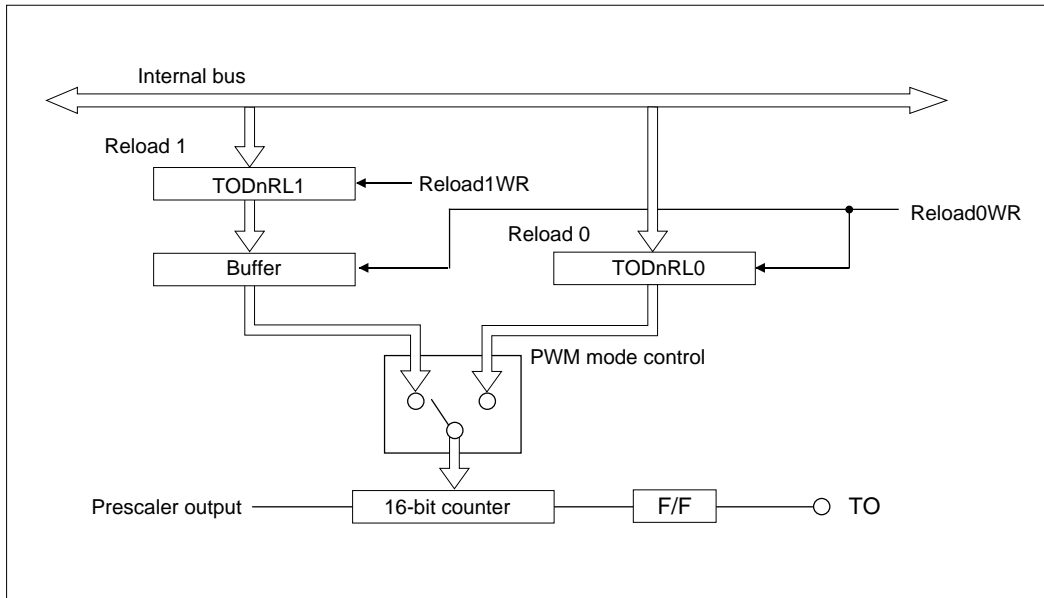 Internal bus
Reload 1
TODnRL1
Reload1WR
Reload0WR
Reload 0
Buffer
TODnRL0
PWM mode control
Prescaler output
16-bit counter
F/F
TO